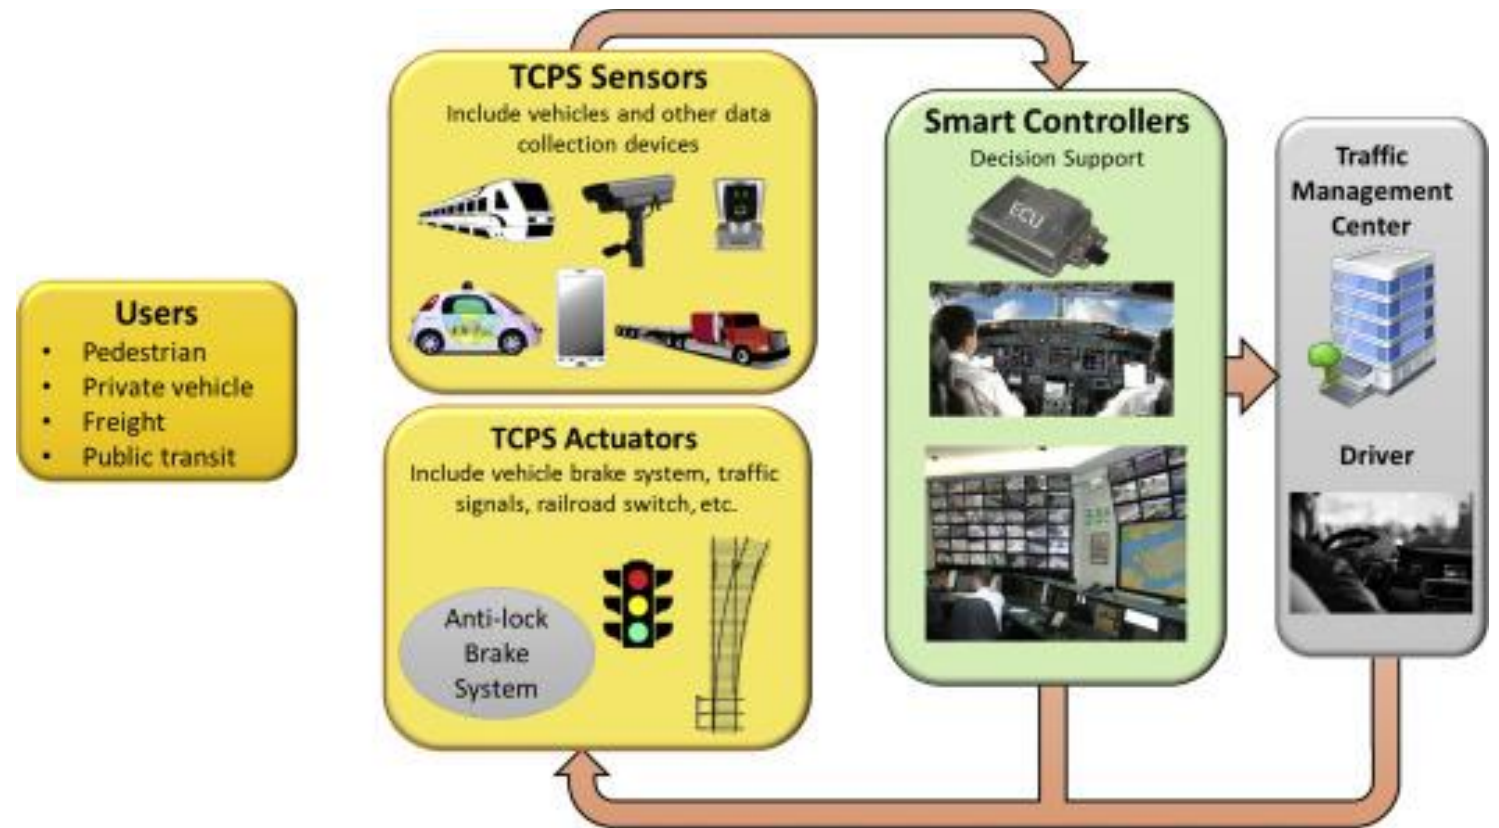 Users
• Pedestrian
• Private vehicle
• Freight
• Public transit
TCPS Sensors
Include vehicles and other data
collection devices
TCPS Actuators
Include vehicle brake system, traffic
signals, railroad switch, etc.
Anti-lock
Brake
System
Smart Controllers
Decision Support
ECU
Traffic
Management
Center
Driver